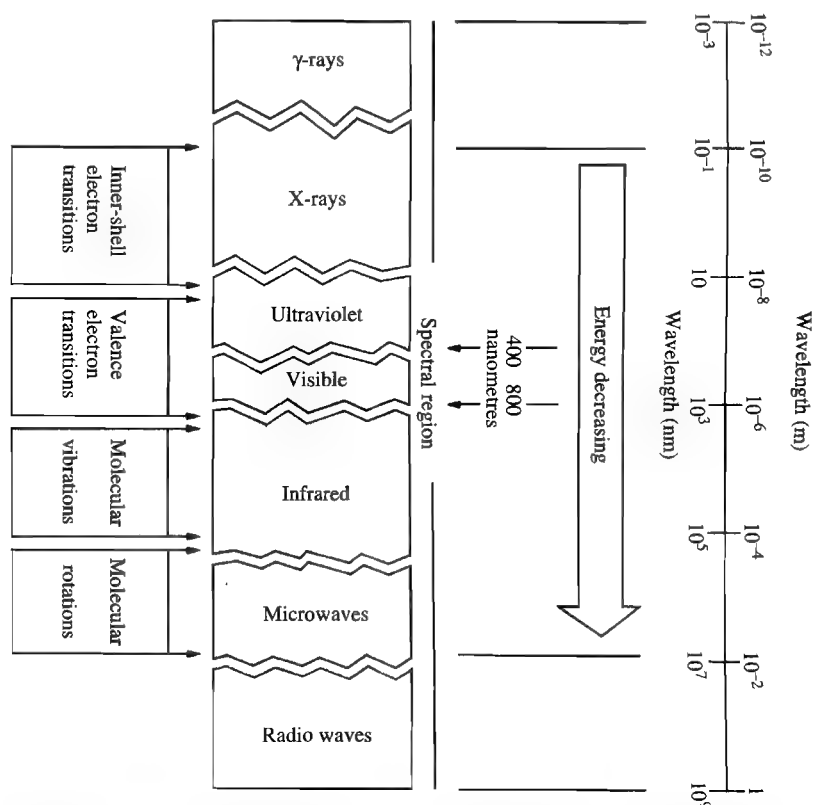 Wavelength (m)
10⁻¹² 10⁻¹⁰ 10⁻⁸ 10⁻⁶ 10⁻⁴ 10⁻² 1
10⁻³ 10⁻¹ 10 10³ 10⁵ 10⁷ 10⁹
Wavelength (nm)
Energy decreasing
400 800
nanometres
Spectral region
γ-rays
X-rays
Ultraviolet
Visible
Infrared
Microwaves
Radio waves
Inner-shell
electron
transitions
Valence
electron
transitions
Molecular
vibrations
Molecular
rotations